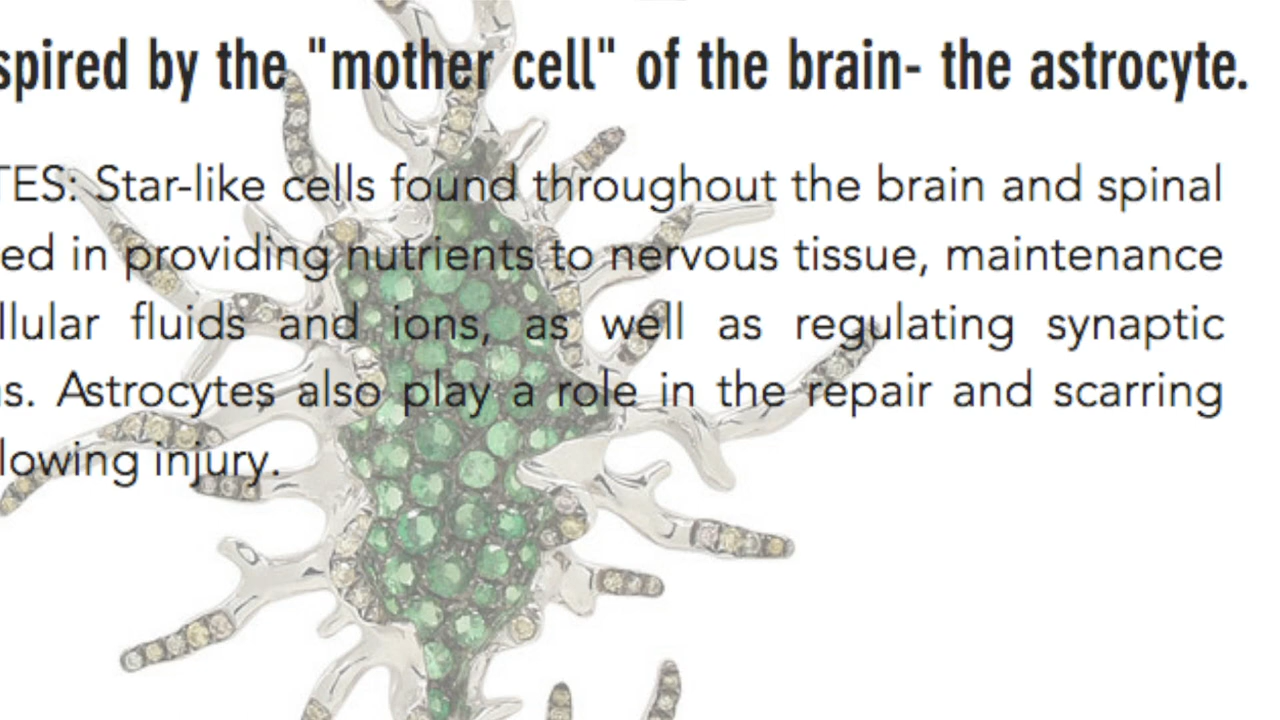 spired by the "mother cell" of the brain- the astrocyte.
TES: Star-like cells found throughout the brain and spinal
ed in providing nutrients to nervous tissue, maintenance
llular fluids and ions, as well as regulating synaptic
s. Astrocytes also play a role in the repair and scarring
lowing injury.